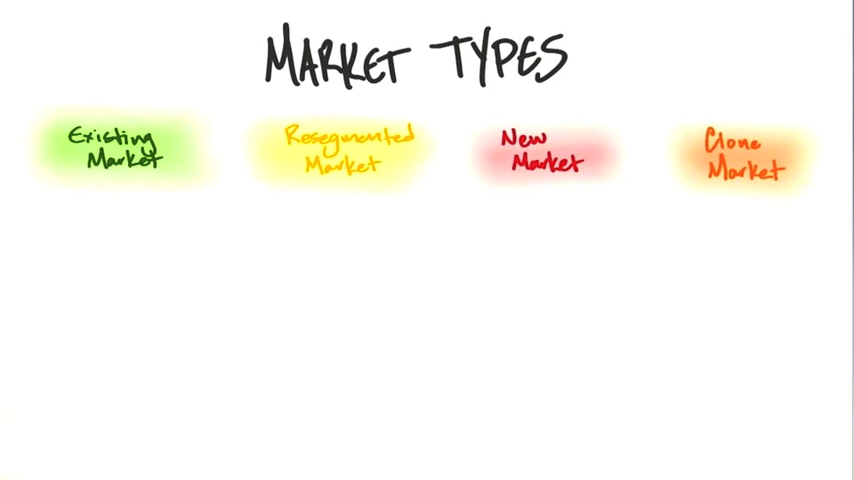 MARKET TYPES
Existing
Market
Resegmented
Market
New
Market
Clone
Market